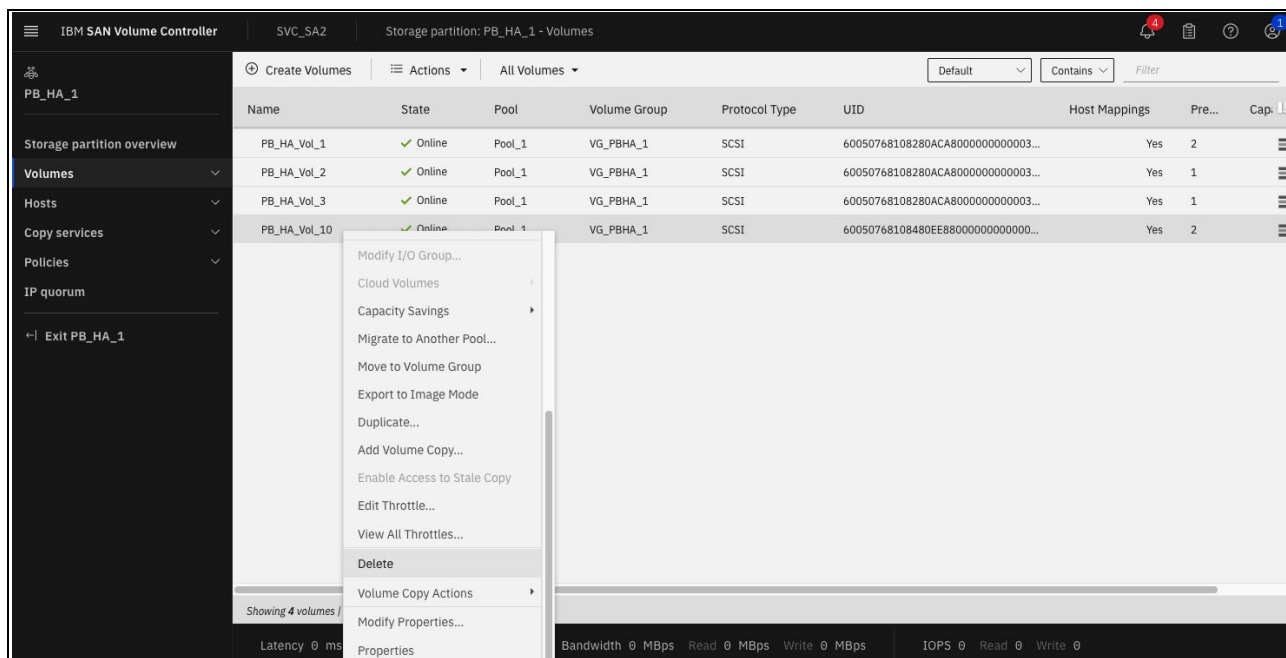 IBM SAN Volume Controller SVC_SA2 Storage partition: PB_HA_1 - Volumes 4 1
PB_HA_1
Storage partition overview
Volumes
Hosts
Copy services
Policies
IP quorum
Exit PB_HA_1
Create Volumes Actions All Volumes Default Contains Filter
Name State Pool Volume Group Protocol Type UID Host Mappings Pre... Cap
PB_HA_Vol_1 Online Pool_1 VG_PBHA_1 SCSI 60050768108280ACA8000000000003... Yes 2
PB_HA_Vol_2 Online Pool_1 VG_PBHA_1 SCSI 60050768108280ACA8000000000003... Yes 1
PB_HA_Vol_3 Online Pool_1 VG_PBHA_1 SCSI 60050768108280ACA8000000000003... Yes 1
PB_HA_Vol_10 Online Pool_1 VG_PBHA_1 SCSI 60050768108480EE88000000000000... Yes 2
Modify I/O Group...
Cloud Volumes
Capacity Savings
Migrate to Another Pool...
Move to Volume Group
Export to Image Mode
Duplicate...
Add Volume Copy...
Enable Access to Stale Copy
Edit Throttle...
View All Throttles...
Delete
Volume Copy Actions
Modify Properties...
Properties
Showing 4 volumes |
Latency 0 ms Bandwidth 0 MBps Read 0 MBps Write 0 MBps IOPS 0 Read 0 Write 0